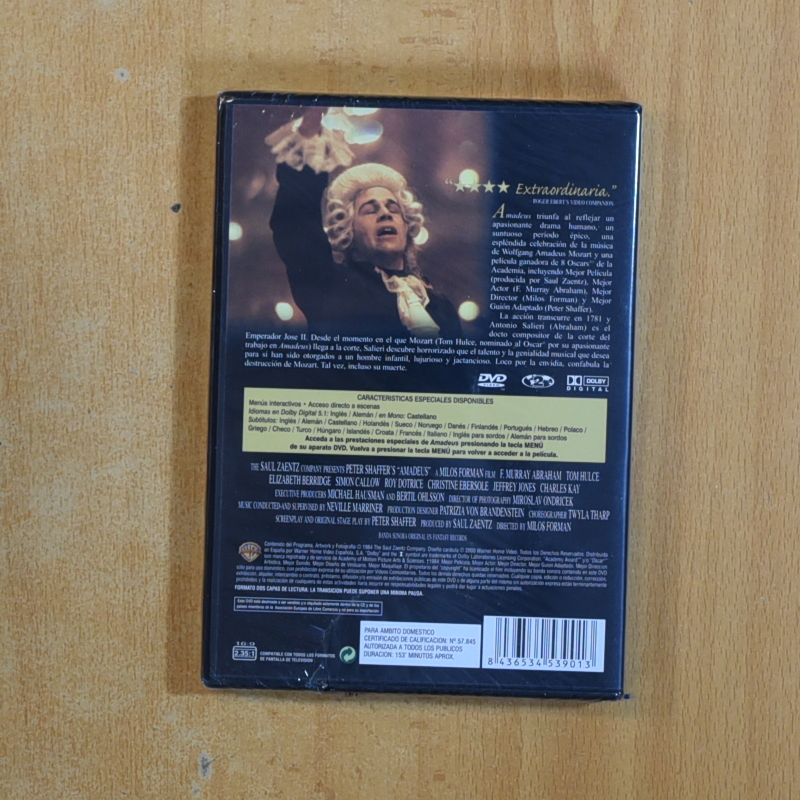 "★★★★ Extraordinaria."
ROGER EBERT'S VIDEO COMPANION
Amadeus triunfa al reflejar un
apasionante drama humano, un
suntuoso período épico, una
espléndida celebración de la música
de Wolfgang Amadeus Mozart y una
película ganadora de 8 Oscars™ de la
Academia, incluyendo Mejor Película
(producida por Saul Zaentz), Mejor
Actor (F. Murray Abraham), Mejor
Director (Milos Forman) y Mejor
Guión Adaptado (Peter Shaffer).
La acción transcurre en 1781 y
Antonio Salieri (Abraham) es el
docto compositor de la corte del
Emperador Jose II. Desde el momento en el que Mozart (Tom Hulce, nominado al Oscar® por su apasionante
trabajo en Amadeus) llega a la corte, Salieri descubre horrorizado que el talento y la genialidad musical que desea
para sí han sido otorgados a un hombre infantil, lujurioso y jactancioso. Loco por la envidia, confabula la
destrucción de Mozart. Tal vez, incluso su muerte.
DVD
VIDEO
DOLBY
DIGITAL
CARACTERISTICAS ESPECIALES DISPONIBLES
Menús interactivos • Acceso directo a escenas
Idiomas en Dolby Digital 5.1: Inglés / Alemán / en Mono: Castellano
Subtítulos: Inglés / Alemán / Castellano / Holandés / Sueco / Noruego / Danés / Finlandés / Portugués / Hebreo / Polaco /
Griego / Checo / Turco / Húngaro / Islandés / Croata / Francés / Italiano / Inglés para sordos / Alemán para sordos
Acceda a las prestaciones especiales de Amadeus presionando la tecla MENÚ
de su aparato DVD. Vuelva a presionar la tecla MENÚ para volver a acceder a la película.
THE SAUL ZAENTZ COMPANY PRESENTS PETER SHAFFER'S "AMADEUS" A MILOS FORMAN FILM F. MURRAY ABRAHAM TOM HULCE
ELIZABETH BERRIDGE SIMON CALLOW ROY DOTRICE CHRISTINE EBERSOLE JEFFREY JONES CHARLES KAY
EXECUTIVE PRODUCERS MICHAEL HAUSMAN AND BERTIL OHLSSON DIRECTOR OF PHOTOGRAPHY MIROSLAV ONDRICEK
MUSIC CONDUCTED AND SUPERVISED BY NEVILLE MARRINER PRODUCTION DESIGNER PATRIZIA VON BRANDENSTEIN CHOREOGRAPHER TWYLA THARP
SCREENPLAY AND ORIGINAL STAGE PLAY BY PETER SHAFFER PRODUCED BY SAUL ZAENTZ DIRECTED BY MILOS FORMAN
BANDA SONORA ORIGINAL EN FANTASY RECORDS
FORMATO DOS CAPAS DE LECTURA: LA TRANSICIÓN PUEDE SUPONER UNA MÍNIMA PAUSA.
16:9
2.35:1
COMPATIBLE CON TODOS LOS FORMATOS
DE PANTALLA DE TELEVISION
PARA AMBITO DOMESTICO
CERTIFICADO DE CALIFICACION: Nº 57.845
AUTORIZADA A TODOS LOS PUBLICOS
DURACIÓN: 153' MINUTOS APROX.
8 436534 539013